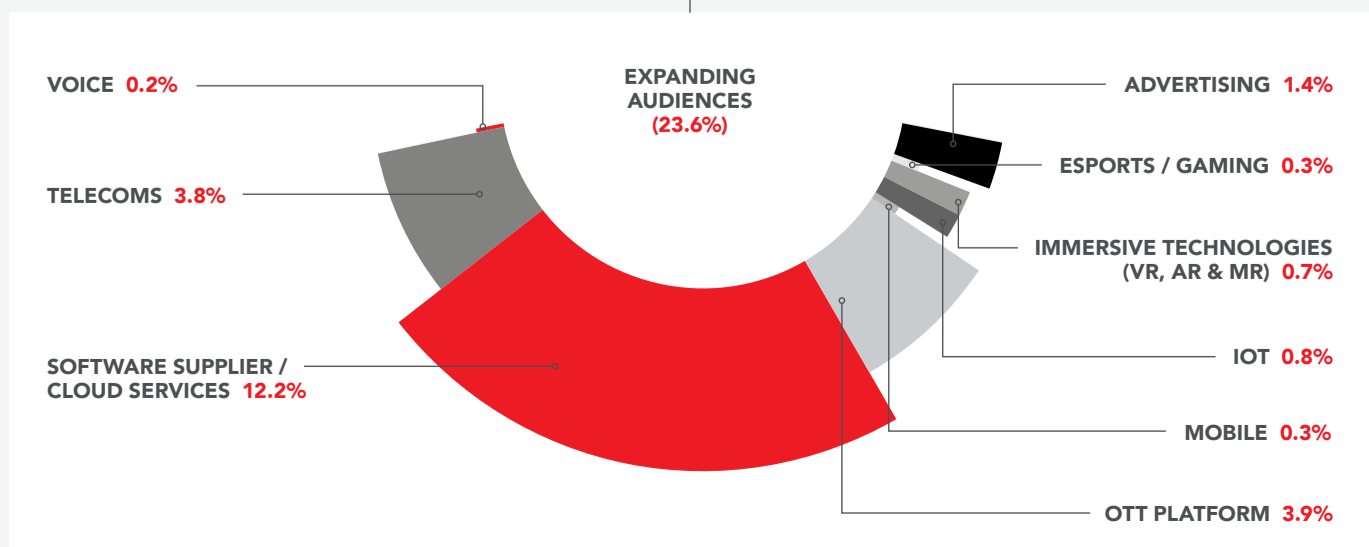 EXPANDING
AUDIENCES
(23.6%)
VOICE 0.2%
TELECOMS 3.8%
SOFTWARE SUPPLIER /
CLOUD SERVICES 12.2%
ADVERTISING 1.4%
ESPORTS / GAMING 0.3%
IMMERSIVE TECHNOLOGIES
(VR, AR & MR) 0.7%
IOT 0.8%
MOBILE 0.3%
OTT PLATFORM 3.9%